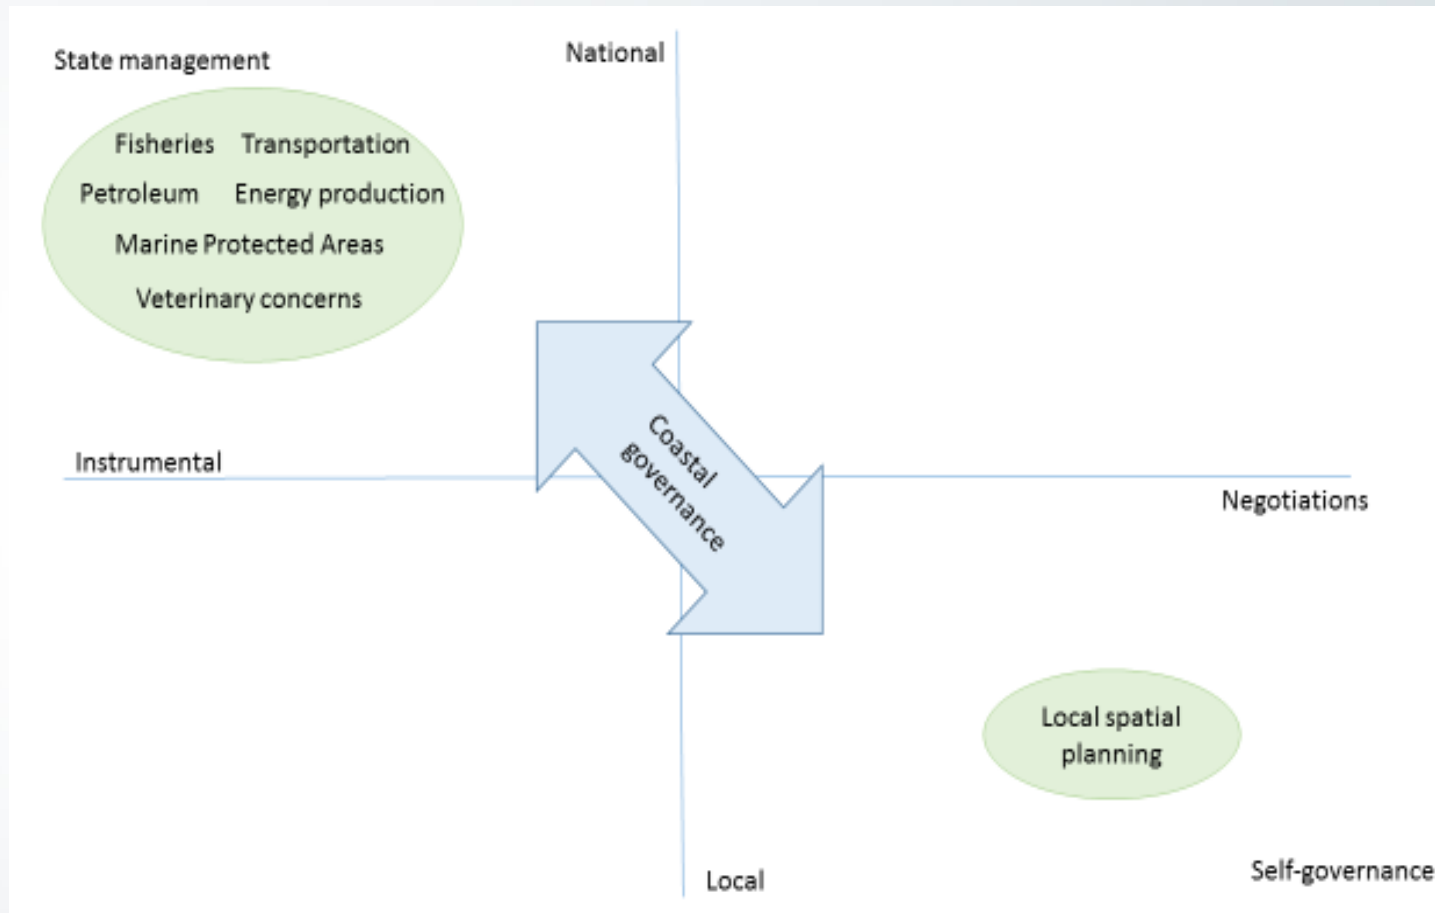 State management
National
Fisheries Transportation
Petroleum Energy production
Marine Protected Areas
Veterinary concerns
Coastal
governance
Instrumental
Negotiations
Local spatial
planning
Local
Self-governance